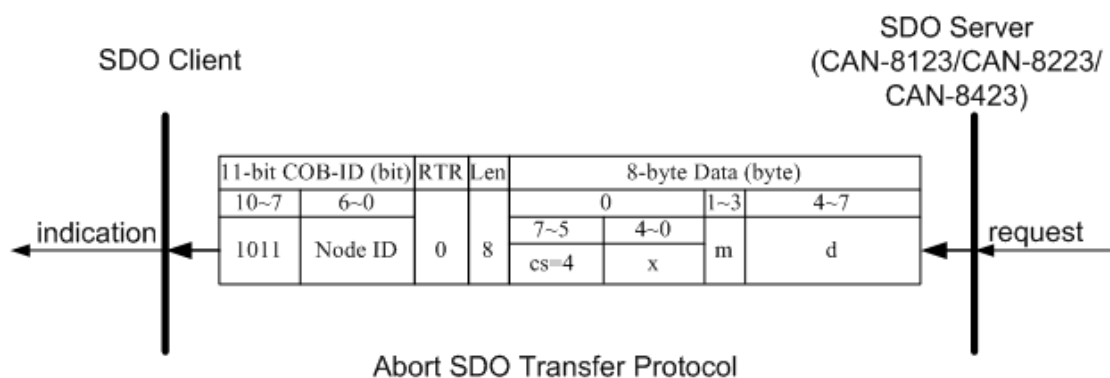 SDO Server
(CAN-8123/CAN-8223/
CAN-8423)
SDO Client
11-bit COB-ID (bit) RTR Len 8-byte Data (byte)
10~7 6~0 0 1~3 4~7
7~5 4~0
indication 1011 Node ID 0 8 cs=4 x m d request
Abort SDO Transfer Protocol